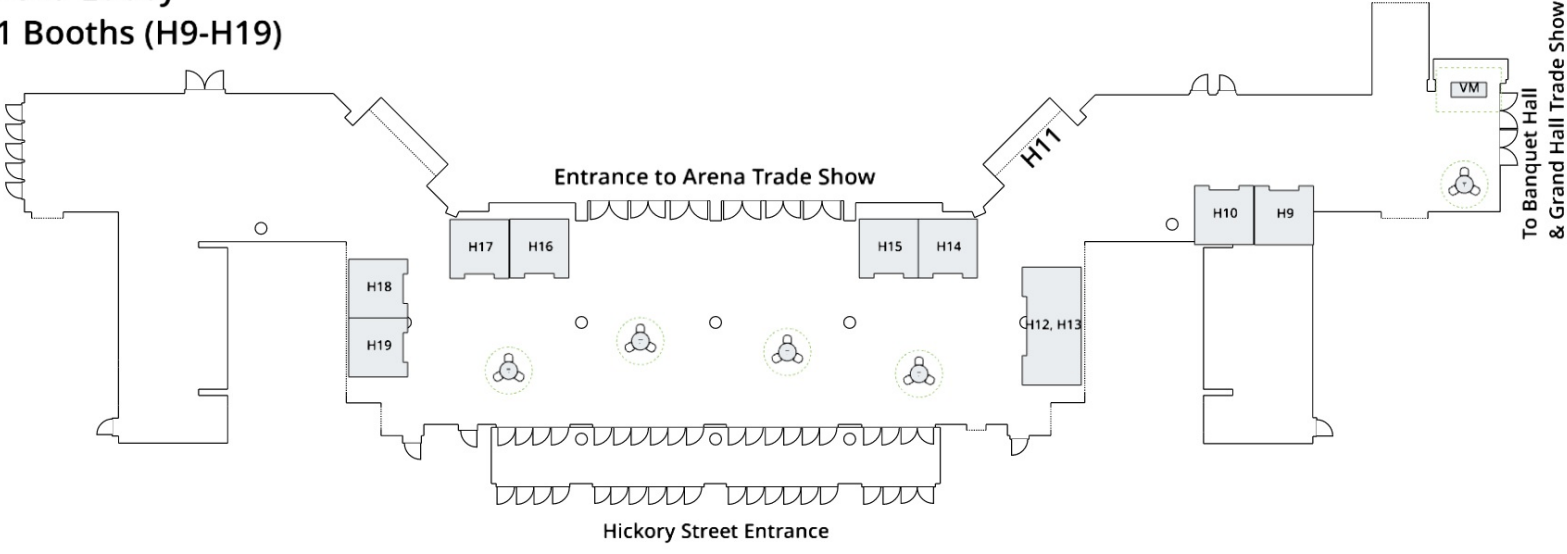 1 Booths (H9-H19)
VM
H11
Entrance to Arena Trade Show
To Banquet Hall
& Grand Hall Trade Show
H10
H9
H17
H16
H15
H14
H18
H12, H13
H19
Hickory Street Entrance